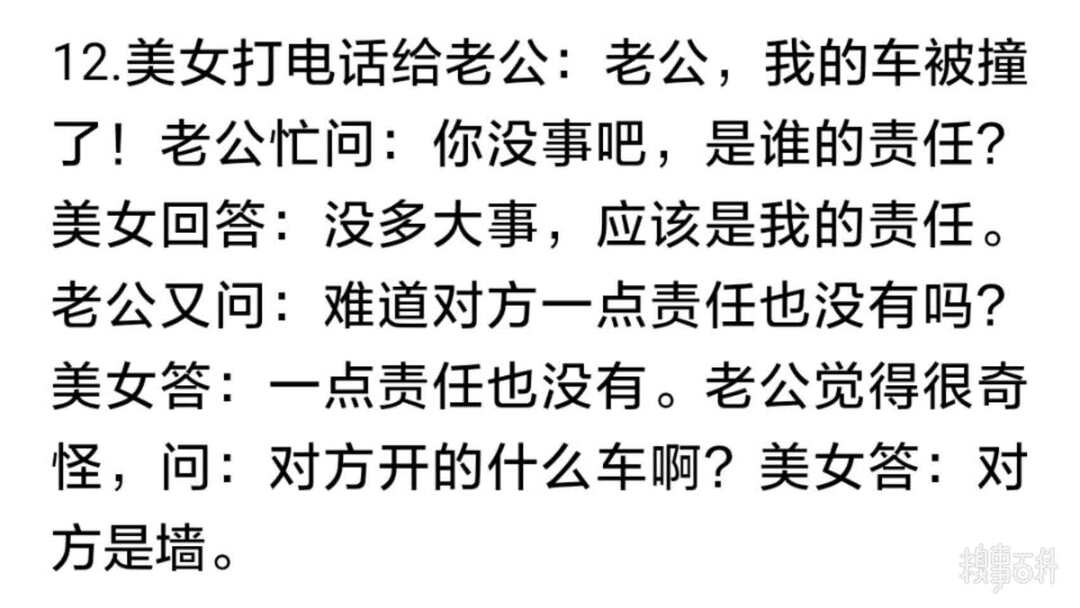 12.美女打电话给老公：老公，我的车被撞
了！老公忙问：你没事吧，是谁的责任？
美女回答：没多大事，应该是我的责任。
老公又问：难道对方一点责任也没有吗？
美女答：一点责任也没有。老公觉得很奇
怪，问：对方开的什么车啊？美女答：对
方是墙。
糗事百科